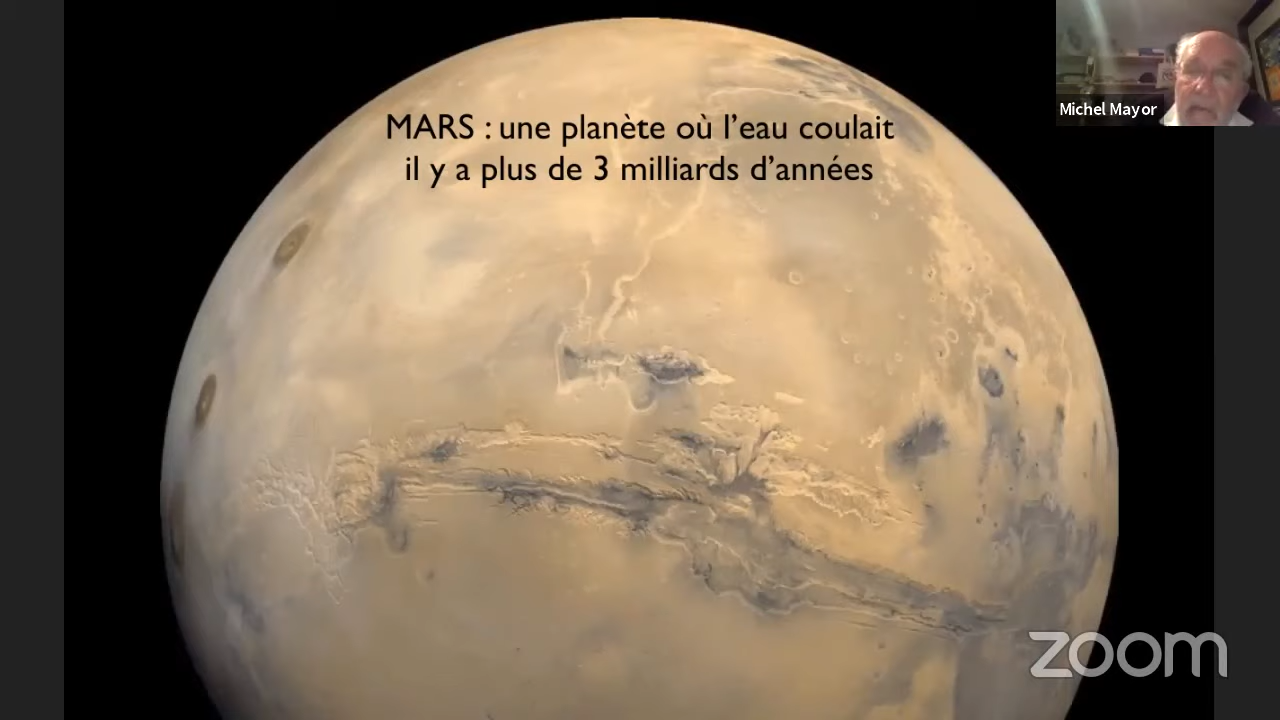 MARS : une planète où l’eau coulait
il y a plus de 3 milliards d’années
Michel Mayor
zoom